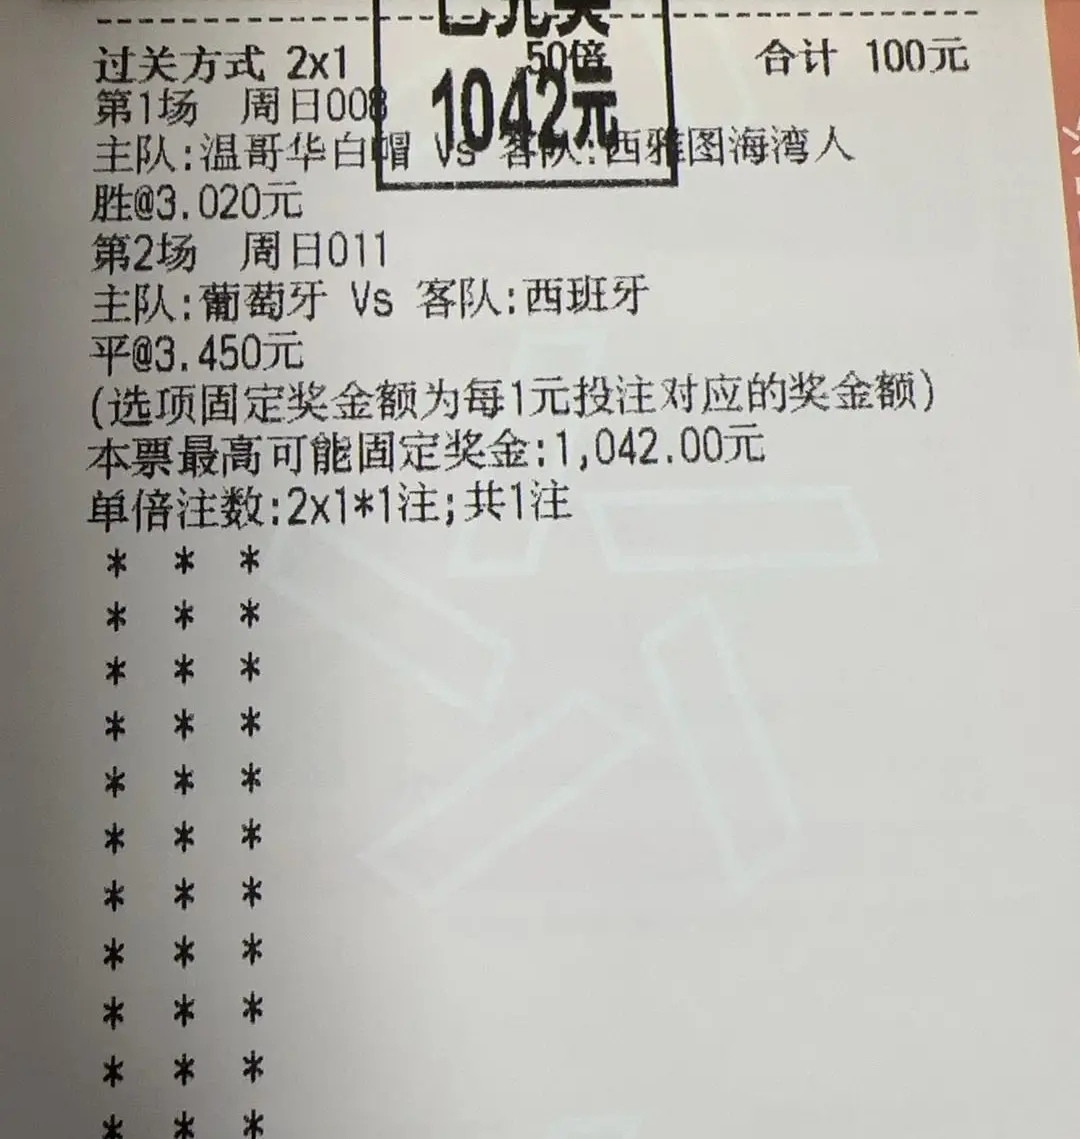 已兑奖
过关方式 2x1 50倍 合计 100元
1042元
第1场 周日008
主队:温哥华白帽 Vs 客队:西雅图海湾人
胜@3.020元
第2场 周日011
主队:葡萄牙 Vs 客队:西班牙
平@3.450元
(选项固定奖金额为每1元投注对应的奖金额)
本票最高可能固定奖金:1,042.00元
单倍注数:2x1*1注;共1注
* * *
* * *
* * *
* * *
* * *
* * *
* * *
* * *
* * *
* * *
* * *